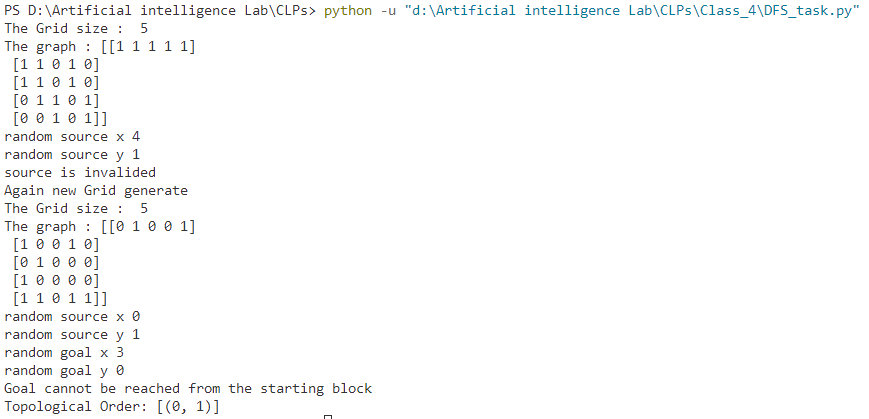 PS D:\Artificial intelligence Lab\CLPs> python -u "d:\Artificial intelligence Lab\CLPs\Class_4\DFS_task.py"
The Grid size :  5
The graph : [[1 1 1 1 1]
 [1 1 0 1 0]
 [1 1 0 1 0]
 [0 1 1 0 1]
 [0 0 1 0 1]]
random source x 4
random source y 1
source is invalided
Again new Grid generate
The Grid size :  5
The graph : [[0 1 0 0 1]
 [1 0 0 1 0]
 [0 1 0 0 0]
 [1 0 0 0 0]
 [1 1 0 1 1]]
random source x 0
random source y 1
random goal x 3
random goal y 0
Goal cannot be reached from the starting block
Topological Order: [(0, 1)]